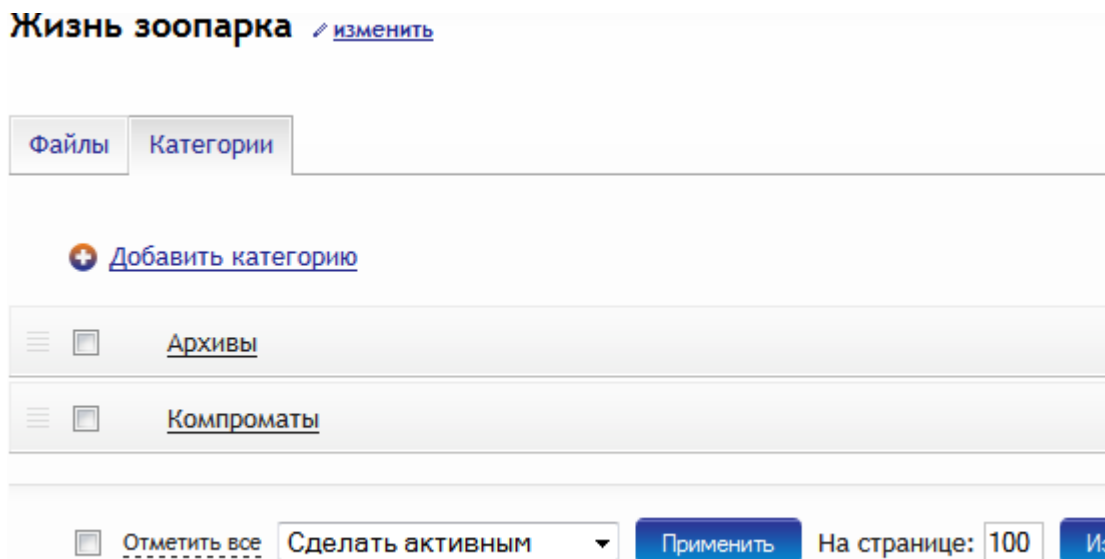 Жизнь зоопарка изменить
Файлы Категории
Добавить категорию
Архивы
Компроматы
Отметить все Сделать активным Применить На странице: 100